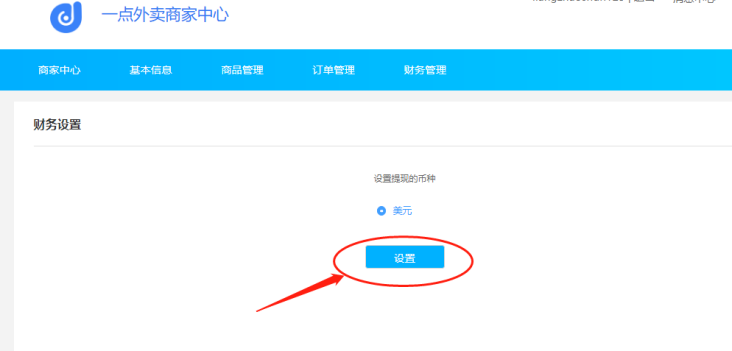 一点外卖商家中心
商家中心 基本信息 商品管理 订单管理 财务管理
财务设置
设置提现的币种
美元
设置